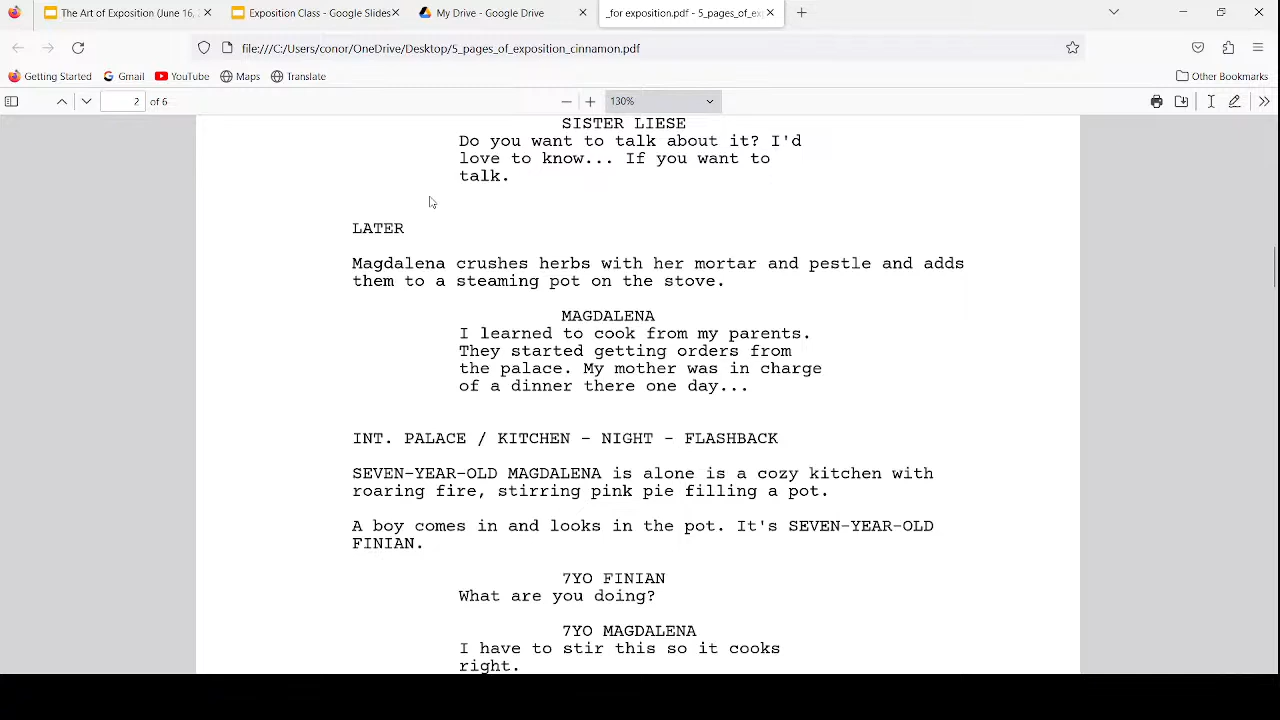 The Art of Exposition (June 16, 2
Exposition Class - Google Slides
My Drive - Google Drive
_for exposition.pdf - 5_pages_of_ex
file:///C:/Users/conor/OneDrive/Desktop/5_pages_of_exposition_cinnamon.pdf
Getting Started
Gmail
YouTube
Maps
Translate
Other Bookmarks
2 of 6
130%
SISTER LIESE
Do you want to talk about it? I'd
love to know... If you want to
talk.
LATER
Magdalena crushes herbs with her mortar and pestle and adds
them to a steaming pot on the stove.
MAGDALENA
I learned to cook from my parents.
They started getting orders from
the palace. My mother was in charge
of a dinner there one day...
INT. PALACE / KITCHEN - NIGHT - FLASHBACK
SEVEN-YEAR-OLD MAGDALENA is alone is a cozy kitchen with
roaring fire, stirring pink pie filling a pot.
A boy comes in and looks in the pot. It's SEVEN-YEAR-OLD
FINIAN.
7YO FINIAN
What are you doing?
7YO MAGDALENA
I have to stir this so it cooks
right.